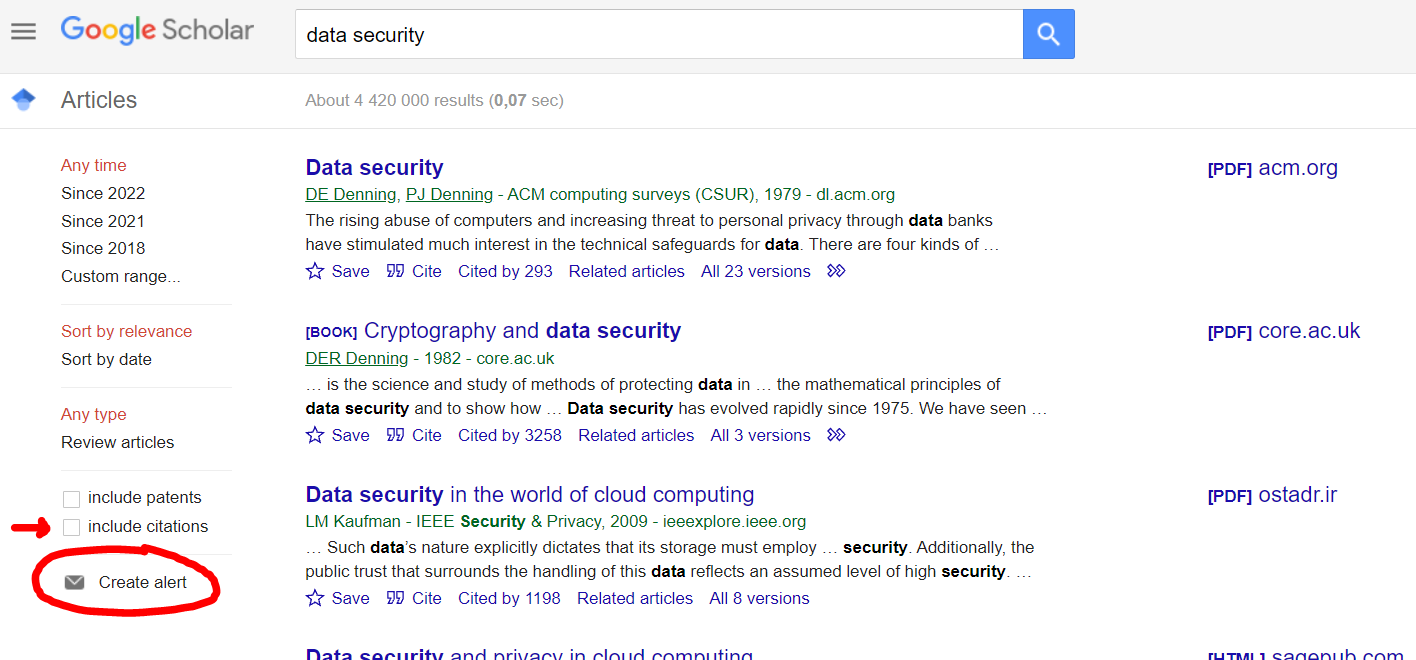 Google Scholar
data security
Articles
About 4 420 000 results (0,07 sec)
Any time
Since 2022
Since 2021
Since 2018
Custom range...
Sort by relevance
Sort by date
Any type
Review articles
include patents
include citations
Create alert
Data security
[PDF] acm.org
DE Denning, PJ Denning - ACM computing surveys (CSUR), 1979 - dl.acm.org
The rising abuse of computers and increasing threat to personal privacy through data banks
have stimulated much interest in the technical safeguards for data. There are four kinds of …
Save Cite Cited by 293 Related articles All 23 versions
[BOOK] Cryptography and data security
[PDF] core.ac.uk
DER Denning - 1982 - core.ac.uk
… is the science and study of methods of protecting data in … the mathematical principles of
data security and to show how … Data security has evolved rapidly since 1975. We have seen …
Save Cite Cited by 3258 Related articles All 3 versions
Data security in the world of cloud computing
[PDF] ostadr.ir
LM Kaufman - IEEE Security & Privacy, 2009 - ieeexplore.ieee.org
… Such data's nature explicitly dictates that its storage must employ … security. Additionally, the
public trust that surrounds the handling of this data reflects an assumed level of high security. …
Save Cite Cited by 1198 Related articles All 8 versions
Data security and privacy in cloud computing
[HTML] sagepub.com